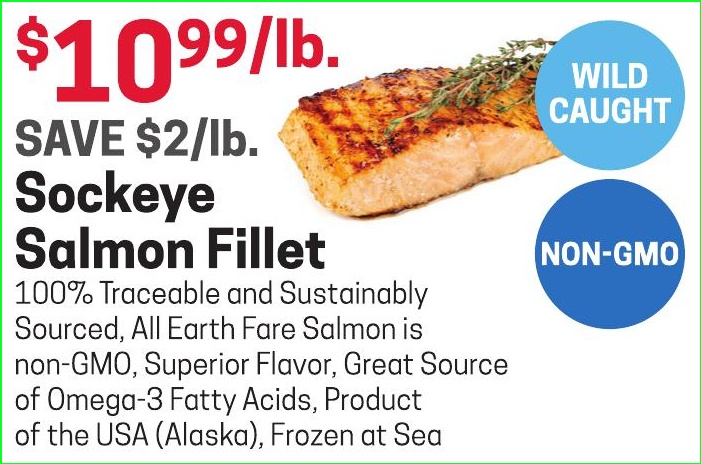 $10.99/lb.
SAVE $2/lb.
Sockeye
Salmon Fillet
100% Traceable and Sustainably
Sourced, All Earth Fare Salmon is
non-GMO, Superior Flavor, Great Source
of Omega-3 Fatty Acids, Product
of the USA (Alaska), Frozen at Sea
WILD
CAUGHT
NON-GMO